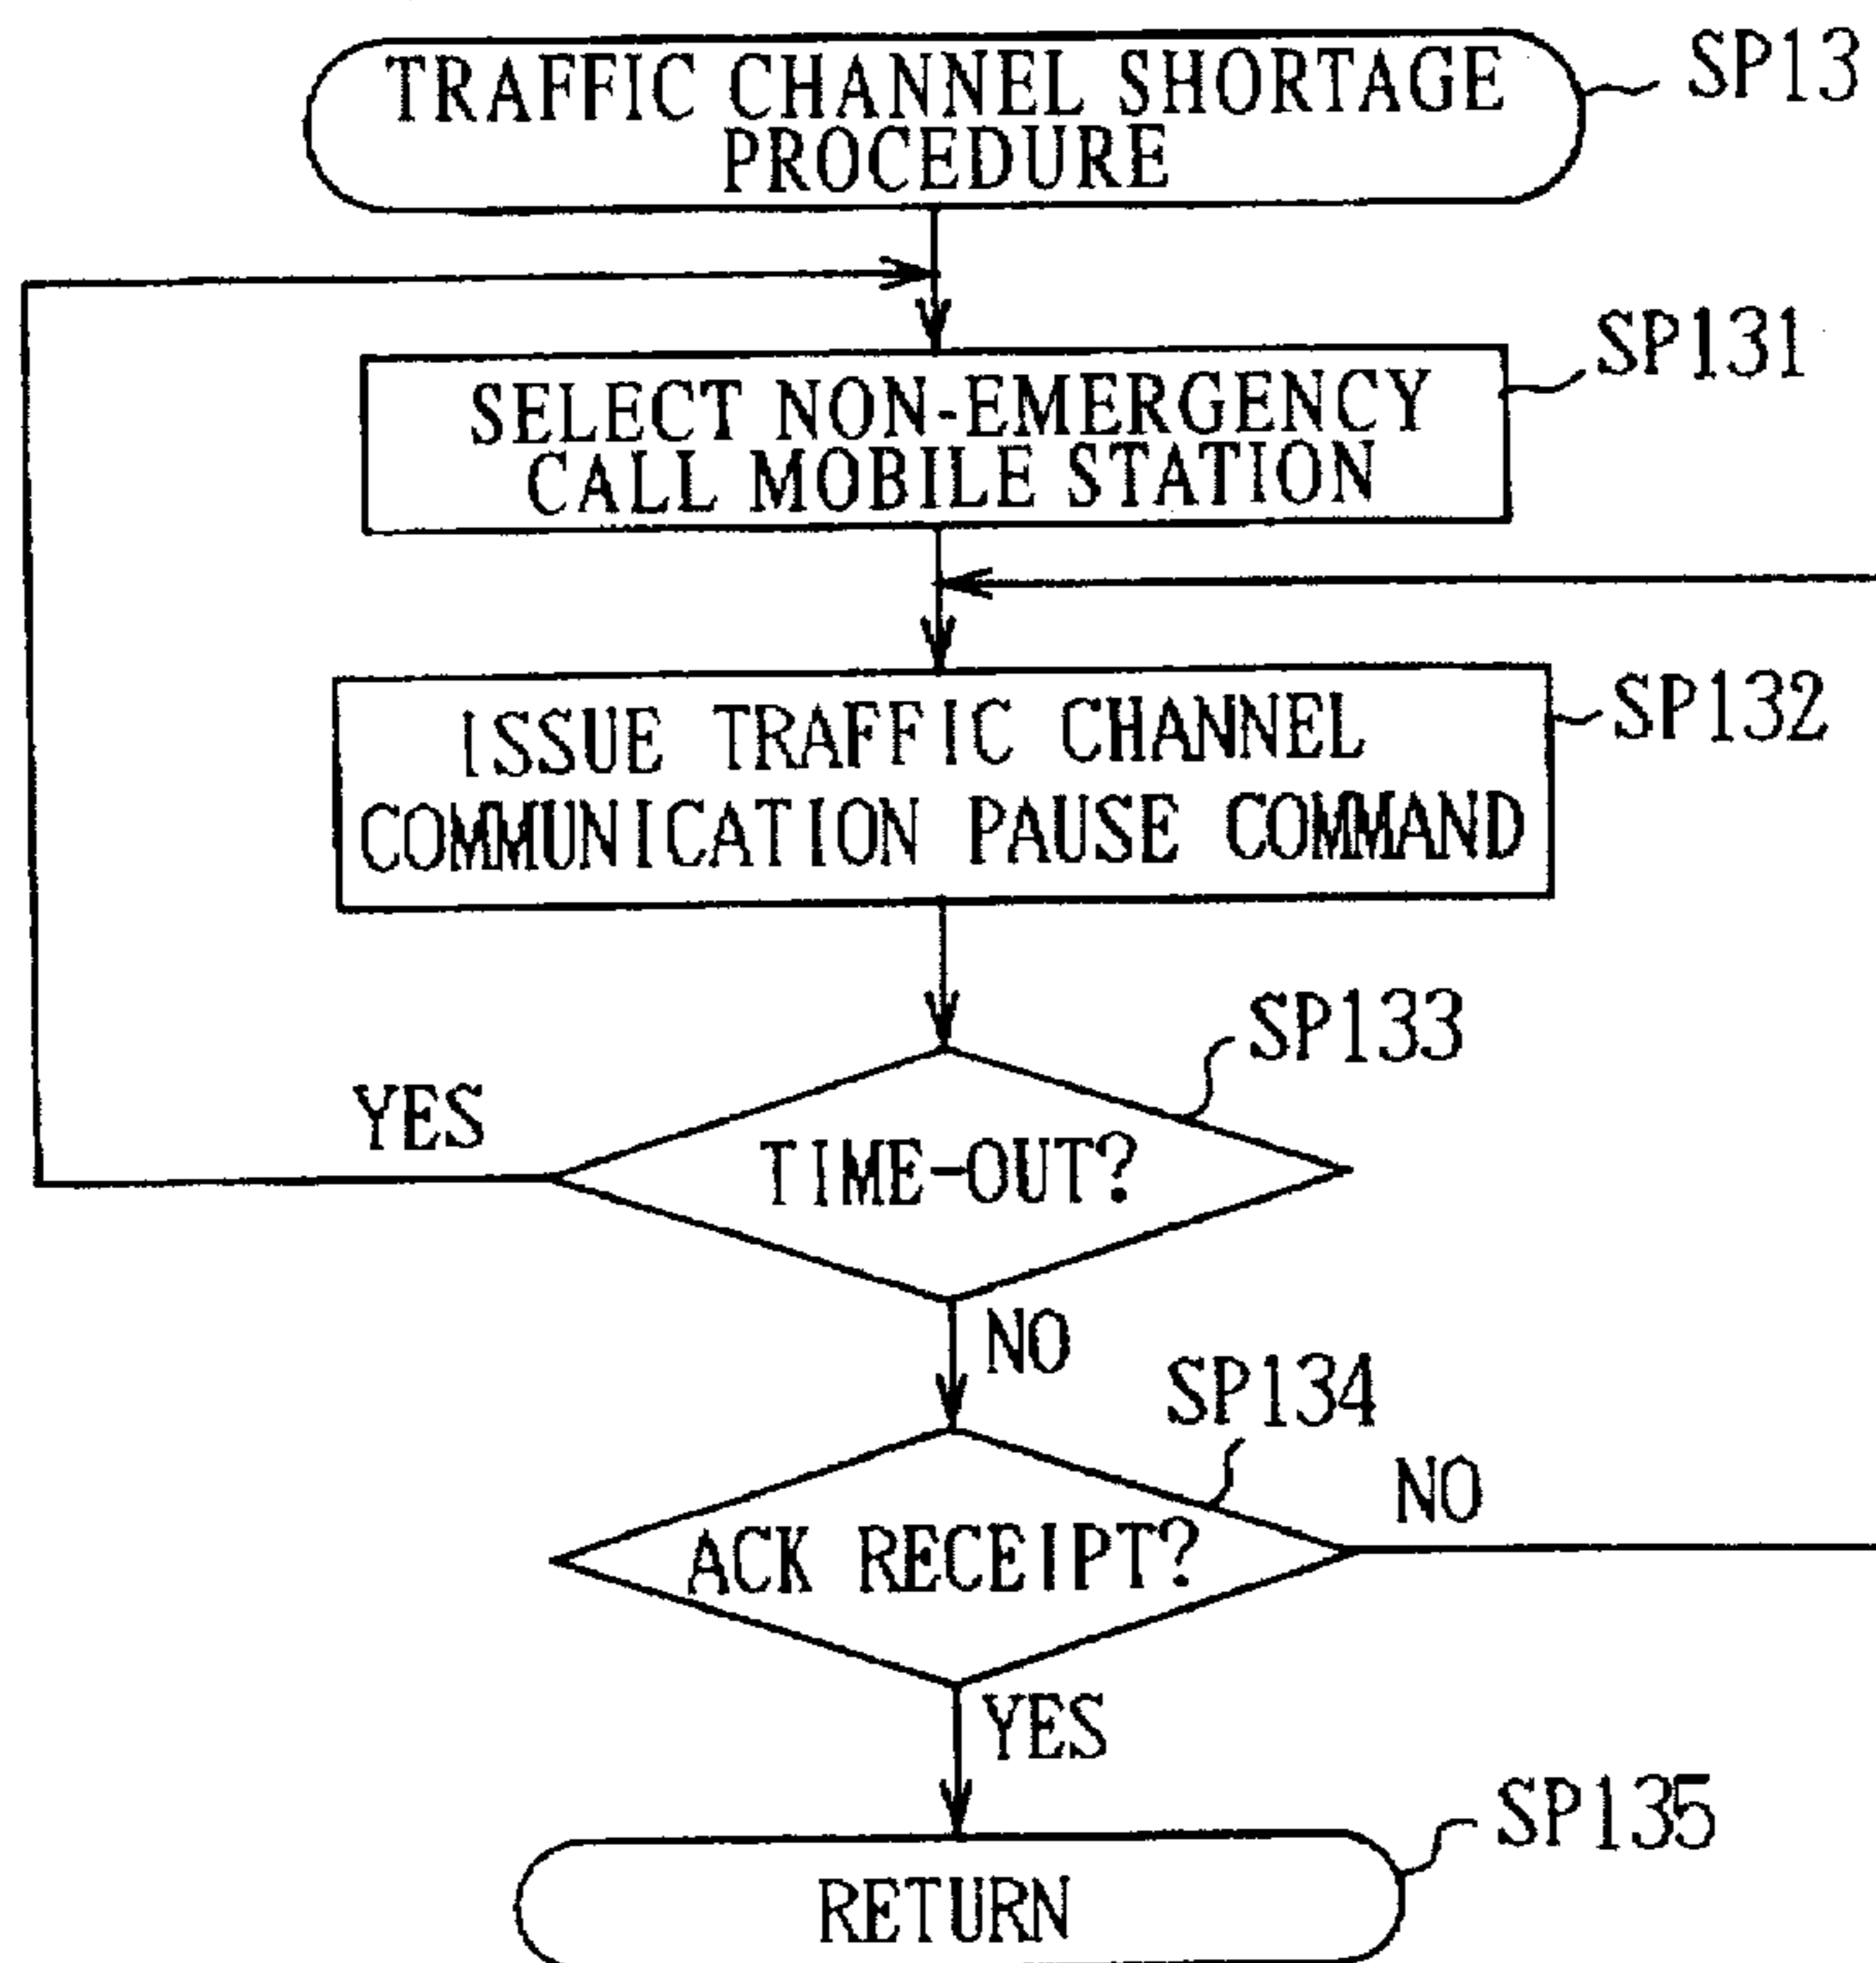 TRAFFIC CHANNEL SHORTAGE
PROCEDURE
SP13
SELECT NON-EMERGENCY
CALL MOBILE STATION
SP131
ISSUE TRAFFIC CHANNEL
COMMUNICATION PAUSE COMMAND
SP132
SP133
YES
TIME-OUT?
NO
SP134
NO
ACK RECEIPT?
YES
SP135
RETURN